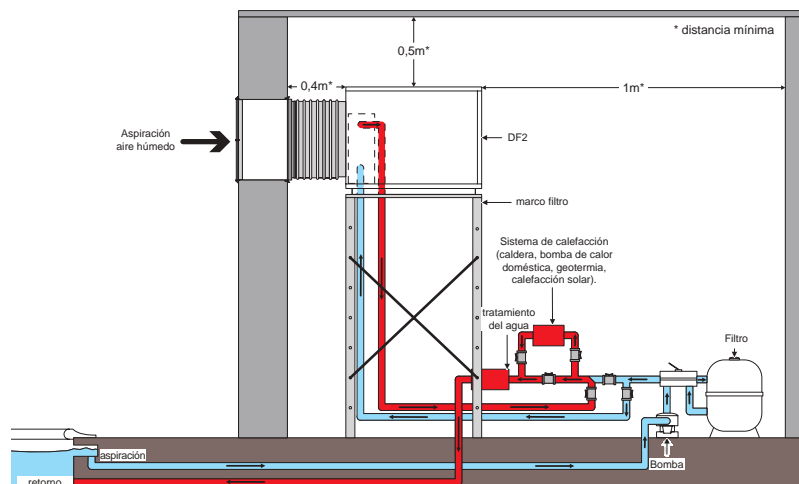 * distancia mínima
0,5m*
0,4m*
1m*
Aspiración
aire húmedo
DF2
marco filtro
Sistema de calefacción
(caldera, bomba de calor
doméstica, geotermia,
calefacción solar).
tratamiento
del agua
Filtro
aspiración
Bomba
retorno